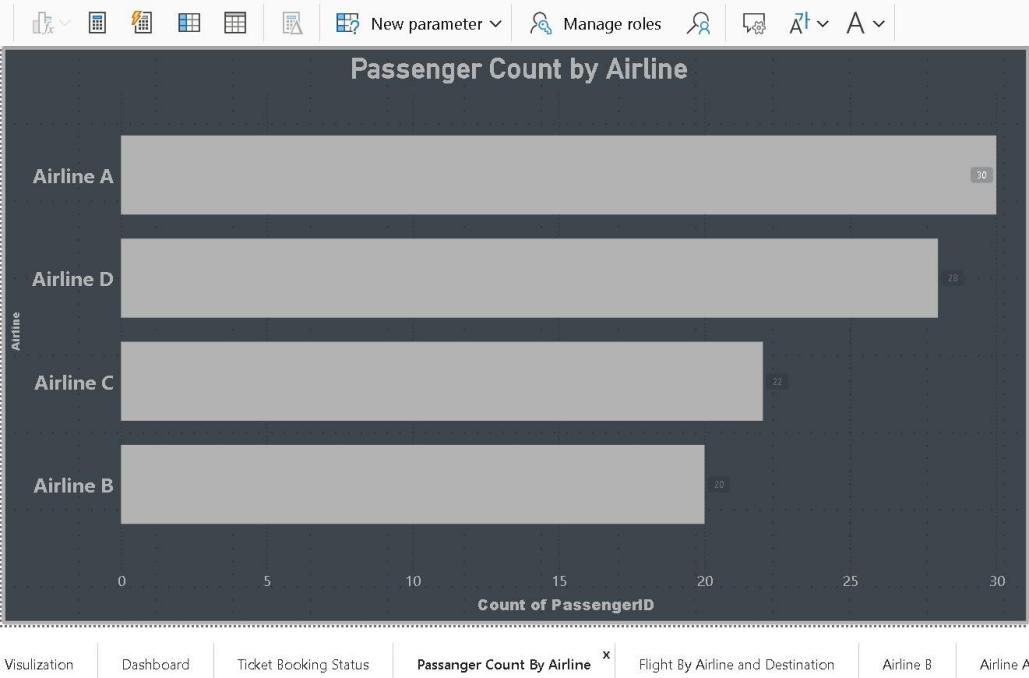 New parameter
Manage roles
Passenger Count by Airline
Airline A
30
Airline D
28
Airline
Airline C
22
Airline B
20
0 5 10 15 20 25 30
Count of PassengerID
Visulization Dashboard Ticket Booking Status Passanger Count By Airline x Flight By Airline and Destination Airline B Airline A